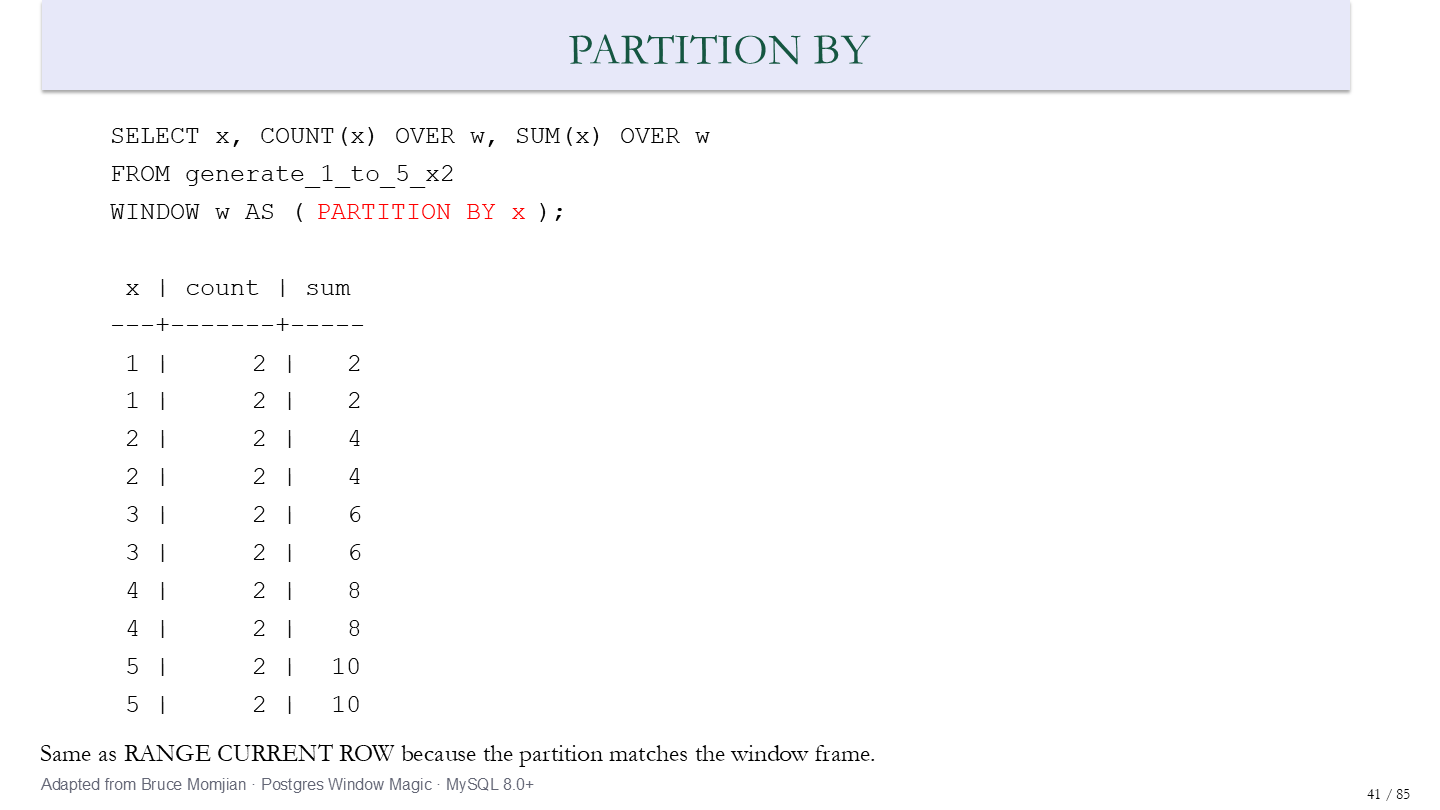 PARTITION BY
SELECT x, COUNT(x) OVER w, SUM(x) OVER w
FROM generate_1_to_5_x2
WINDOW w AS ( PARTITION BY x );
x | count | sum
---+-------+-----
1 | 2 | 2
1 | 2 | 2
2 | 2 | 4
2 | 2 | 4
3 | 2 | 6
3 | 2 | 6
4 | 2 | 8
4 | 2 | 8
5 | 2 | 10
5 | 2 | 10
Same as RANGE CURRENT ROW because the partition matches the window frame.
Adapted from Bruce Momjian · Postgres Window Magic · MySQL 8.0+
41 / 85